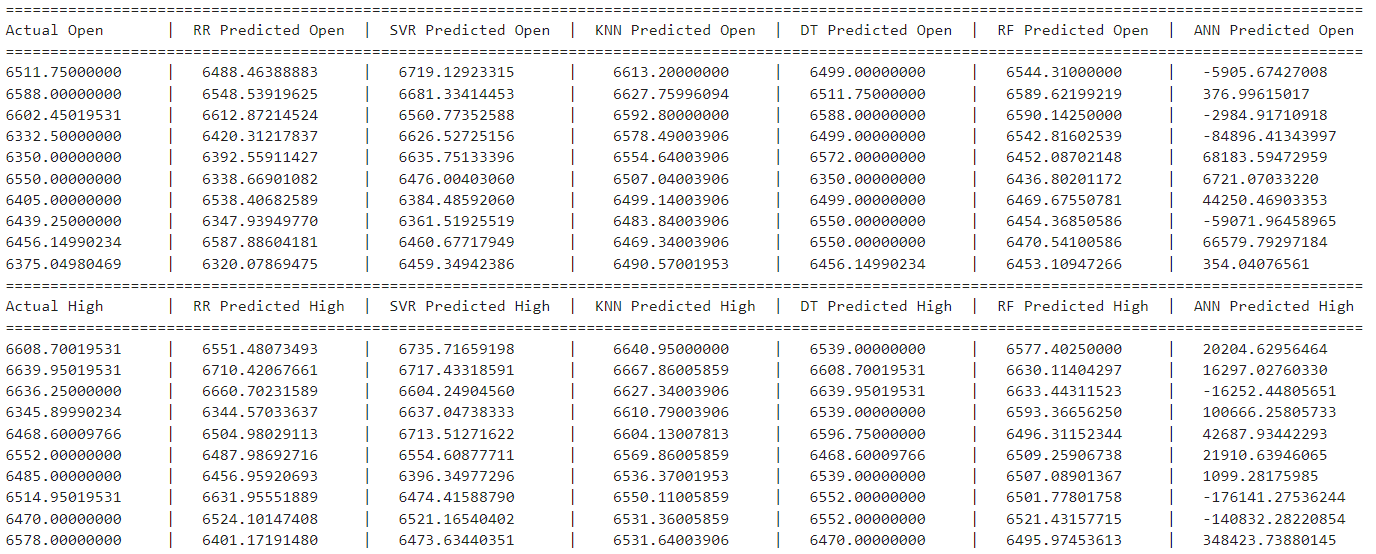 Actual Open | RR Predicted Open | SVR Predicted Open | KNN Predicted Open | DT Predicted Open | RF Predicted Open | ANN Predicted Open
6511.75000000 | 6488.46388883 | 6719.12923315 | 6613.20000000 | 6499.00000000 | 6544.31000000 | -5905.67427008
6588.00000000 | 6548.53919625 | 6681.33414453 | 6627.75996094 | 6511.75000000 | 6589.62199219 | 376.99615017
6602.45019531 | 6612.87214524 | 6560.77352588 | 6592.80000000 | 6588.00000000 | 6590.14250000 | -2984.91710918
6332.50000000 | 6420.31217837 | 6626.52725156 | 6578.49003906 | 6499.00000000 | 6542.81602539 | -84896.41343997
6350.00000000 | 6392.55911427 | 6635.75133396 | 6554.64003906 | 6572.00000000 | 6452.08702148 | 68183.59472959
6550.00000000 | 6338.66901082 | 6476.00403060 | 6507.04003906 | 6350.00000000 | 6436.80201172 | 6721.07033220
6405.00000000 | 6538.40682589 | 6384.48592060 | 6499.14003906 | 6499.00000000 | 6469.67550781 | 44250.46903353
6439.25000000 | 6347.93949770 | 6361.51925519 | 6483.84003906 | 6550.00000000 | 6454.36850586 | -59071.96458965
6456.14990234 | 6587.88604181 | 6460.67717949 | 6469.34003906 | 6550.00000000 | 6470.54100586 | 66579.79297184
6375.04980469 | 6320.07869475 | 6459.34942386 | 6490.57001953 | 6456.14990234 | 6453.10947266 | 354.04076561
Actual High | RR Predicted High | SVR Predicted High | KNN Predicted High | DT Predicted High | RF Predicted High | ANN Predicted High
6608.70019531 | 6551.48073493 | 6735.71659198 | 6640.95000000 | 6539.00000000 | 6577.40250000 | 20204.62956464
6639.95019531 | 6710.42067661 | 6717.43318591 | 6667.86005859 | 6608.70019531 | 6630.11404297 | 16297.02760330
6636.25000000 | 6660.70231589 | 6604.24904560 | 6627.34003906 | 6639.95019531 | 6633.44311523 | -16252.44805651
6345.89990234 | 6344.57033637 | 6637.04738333 | 6610.79003906 | 6539.00000000 | 6593.36656250 | 100666.25805733
6468.60009766 | 6504.98029113 | 6713.51271622 | 6604.13007813 | 6596.75000000 | 6496.31152344 | 42687.93442293
6552.00000000 | 6487.98692716 | 6554.60877711 | 6569.86005859 | 6468.60009766 | 6509.25906738 | 21910.63946065
6485.00000000 | 6456.95920693 | 6396.34977296 | 6536.37001953 | 6539.00000000 | 6507.08901367 | 1099.28175985
6514.95019531 | 6631.95551889 | 6474.41588790 | 6550.11005859 | 6552.00000000 | 6501.77801758 | -176141.27536244
6470.00000000 | 6524.10147408 | 6521.16540402 | 6531.36005859 | 6552.00000000 | 6521.43157715 | -140832.28220854
6578.00000000 | 6401.17191480 | 6473.63440351 | 6531.64003906 | 6470.00000000 | 6495.97453613 | 348423.73880145